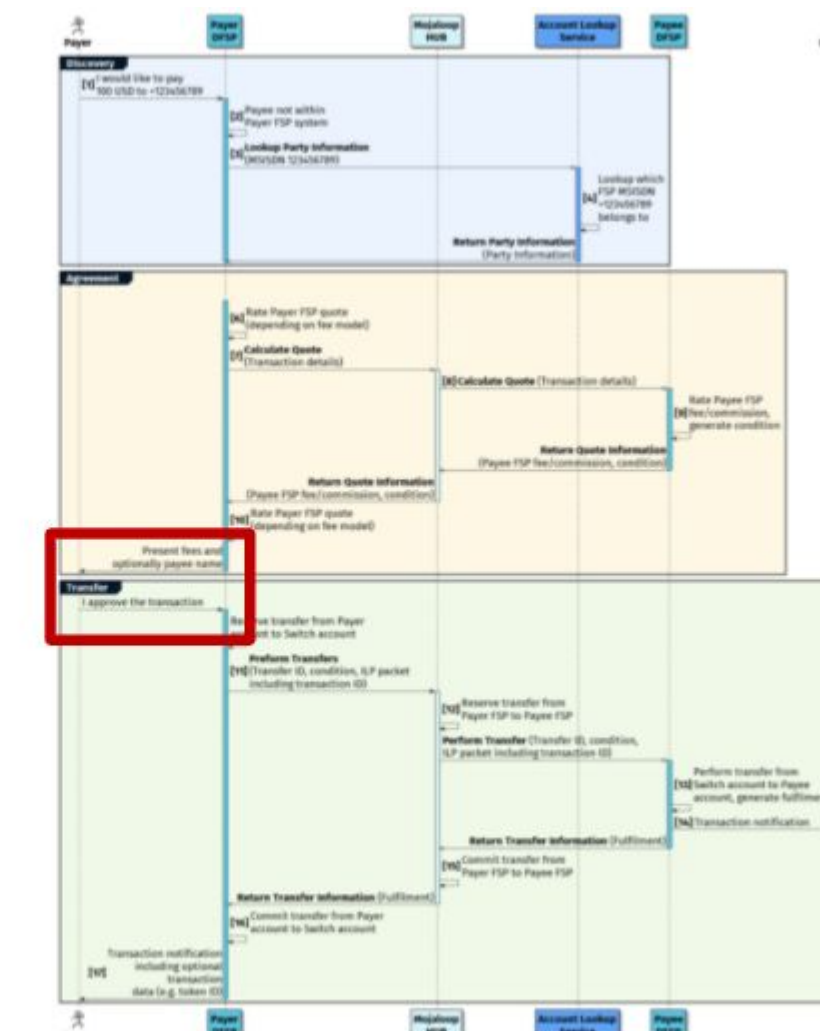 Payer
Payer
DFSP
Mojaloop
HUB
Account Lookup
Service
Payee
DFSP
Discovery
[1] I would like to pay
100 USD to +123456789
[2] Payee not within
Payer FSP system
[3] Lookup Party Information
(MSISDN 123456789)
Lookup which
[4] FSP MSISDN
+123456789
belongs to
Return Party Information
(Party Information)
Agreement
[6] Rate Payer FSP quote
(depending on fee model)
[7] Calculate Quote
(Transaction details)
[8] Calculate Quote (Transaction details)
Rate Payee FSP
[9] fee/commission,
generate condition
Return Quote Information
(Payee FSP fee/commission, condition)
Return Quote Information
(Payee FSP fee/commission, condition)
[10] Rate Payer FSP quote
(depending on fee model)
Present fees and
optionally payee name
Transfer
I approve the transaction
transfer from Payer
to Switch account
Preform Transfers
[11] (Transfer ID, condition, ILP packet
including transaction ID)
[12] Reserve transfer from
Payer FSP to Payee FSP
Perform Transfer (Transfer ID, condition,
ILP packet including transaction ID)
Perform transfer from
[13] Switch account to Payee
account, generate fulfilme
[14] Transaction notification
Return Transfer Information (Fulfilment)
[15] Commit transfer from
Payer FSP to Payee FSP
Return Transfer Information (Fulfilment)
[16] Commit transfer from Payer
account to Switch account
Transaction notification
[17] including optional
transaction
data (e.g. token ID)
Payer
DFSP
Mojaloop
HUB
Account Lookup
Service
Payee
DFSP